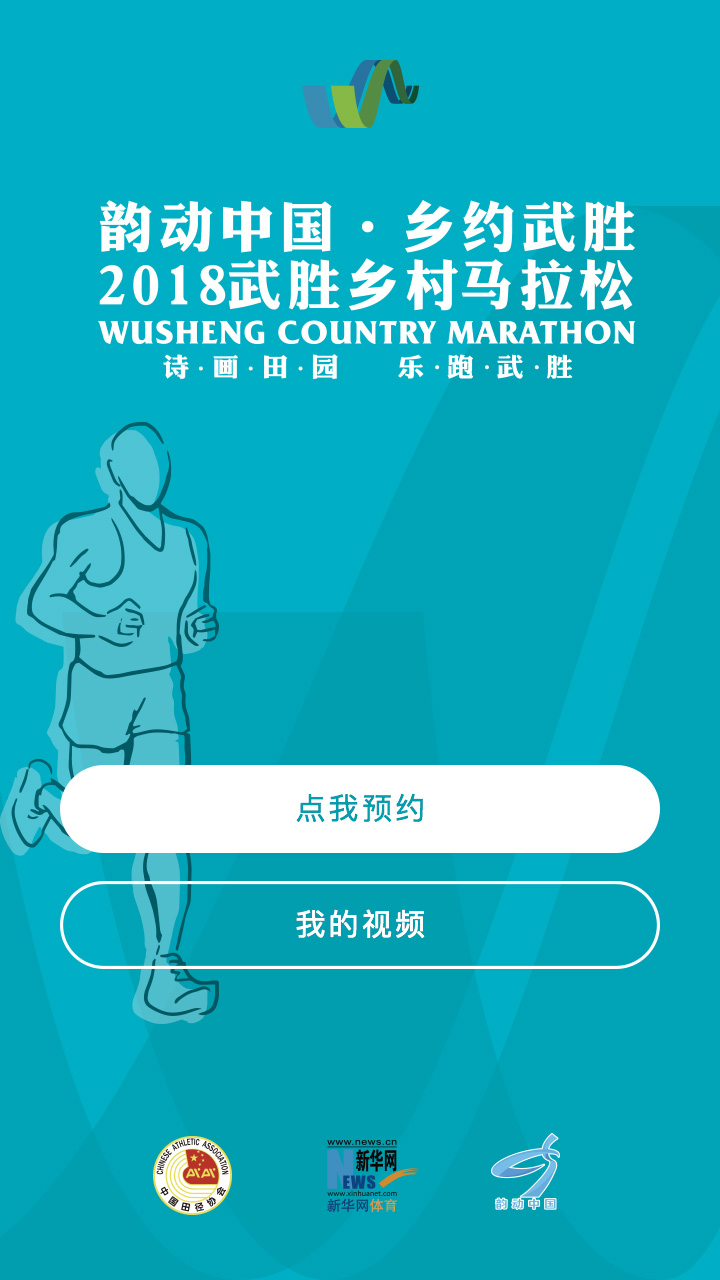 韵动中国·乡约武胜
2018武胜乡村马拉松
WUSHENG COUNTRY MARATHON
诗·画·田·园 乐·跑·武·胜
点我预约
我的视频
CHINESE ATHLETIC ASSOCIATION
中国田径协会
www.news.cn
新华网
NEWS
www.xinhuanet.com
新华网体育
韵动中国